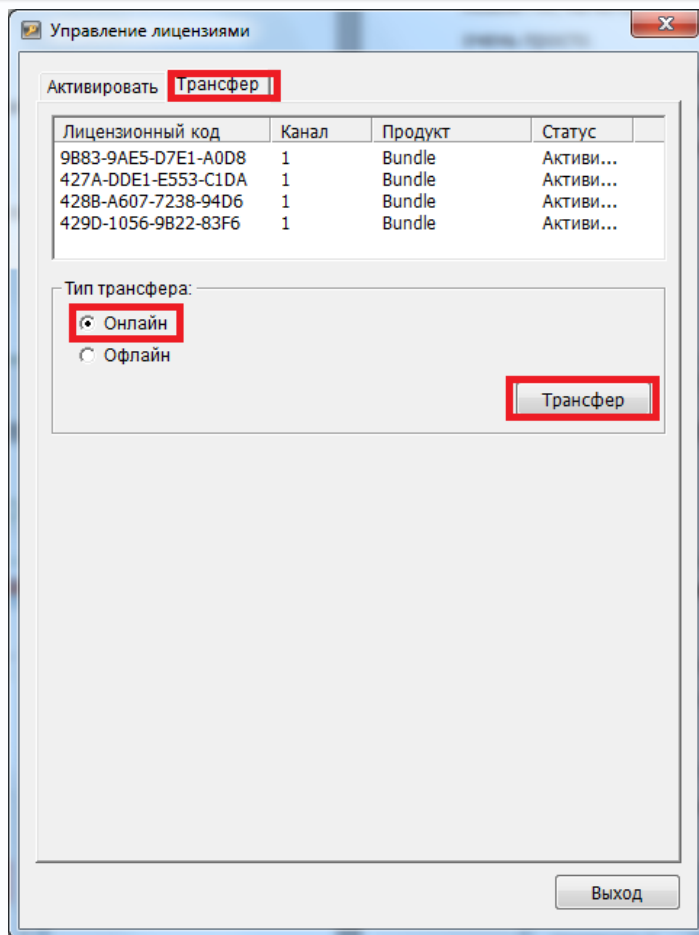 Управление лицензиями
Активировать Трансфер
Лицензионный код Канал Продукт Статус
9B83-9AE5-D7E1-A0D8 1 Bundle Активи...
427A-DDE1-E553-C1DA 1 Bundle Активи...
428B-A607-7238-94D6 1 Bundle Активи...
429D-1056-9B22-83F6 1 Bundle Активи...
Тип трансфера:
Онлайн
Офлайн
Трансфер
Выход